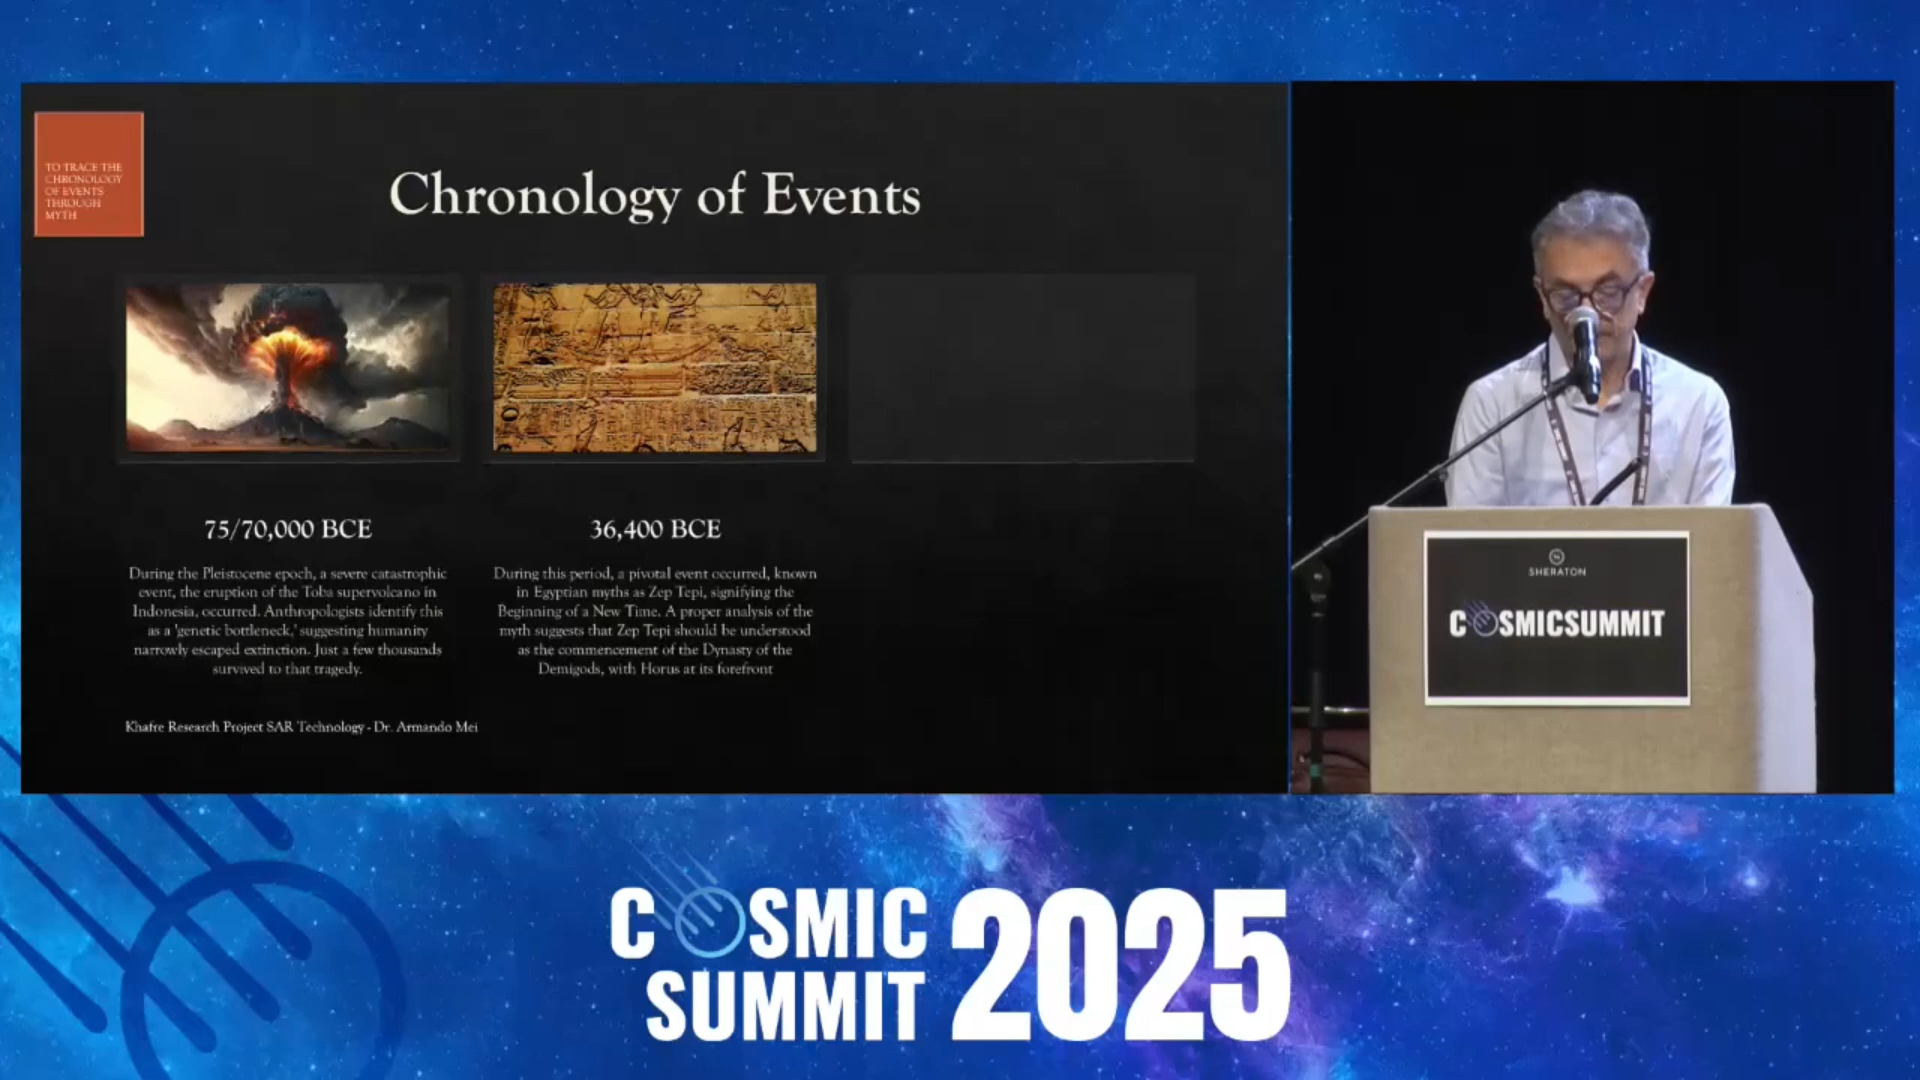 TO TRACE THE
CHRONOLOGY
OF EVENTS
THROUGH
MYTH
Chronology of Events
75/70,000 BCE
During the Pleistocene epoch, a severe catastrophic
event, the eruption of the Toba supervolcano in
Indonesia, occurred. Anthropologists identify this
as a 'genetic bottleneck,' suggesting humanity
narrowly escaped extinction. Just a few thousands
survived to that tragedy.
36,400 BCE
During this period, a pivotal event occurred, known
in Egyptian myths as Zep Tepi, signifying the
Beginning of a New Time. A proper analysis of the
myth suggests that Zep Tepi should be understood
as the commencement of the Dynasty of the
Demigods, with Horus at its forefront
Khafre Research Project SAR Technology - Dr. Armando Mei
SHERATON
COSMICSUMMIT
COSMIC
SUMMIT
2025